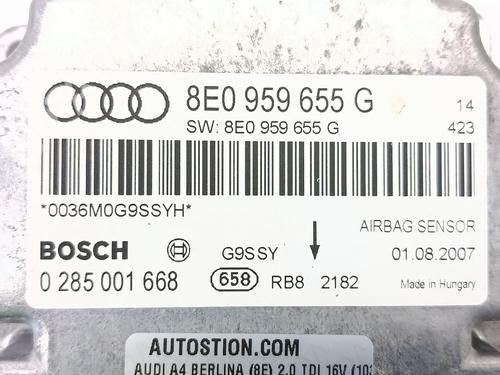 8E0 959 655 G 14
SW: 8E0 959 655 G 423
*0036M0G9SSYH*
AIRBAG SENSOR
BOSCH G9SSY 01.08.2007
0 285 001 668 658 RB8 2182 Made in Hungary
AUTOSTION.COM
AUDI A4 BERLINA (8E) 2.0 TDI 16V